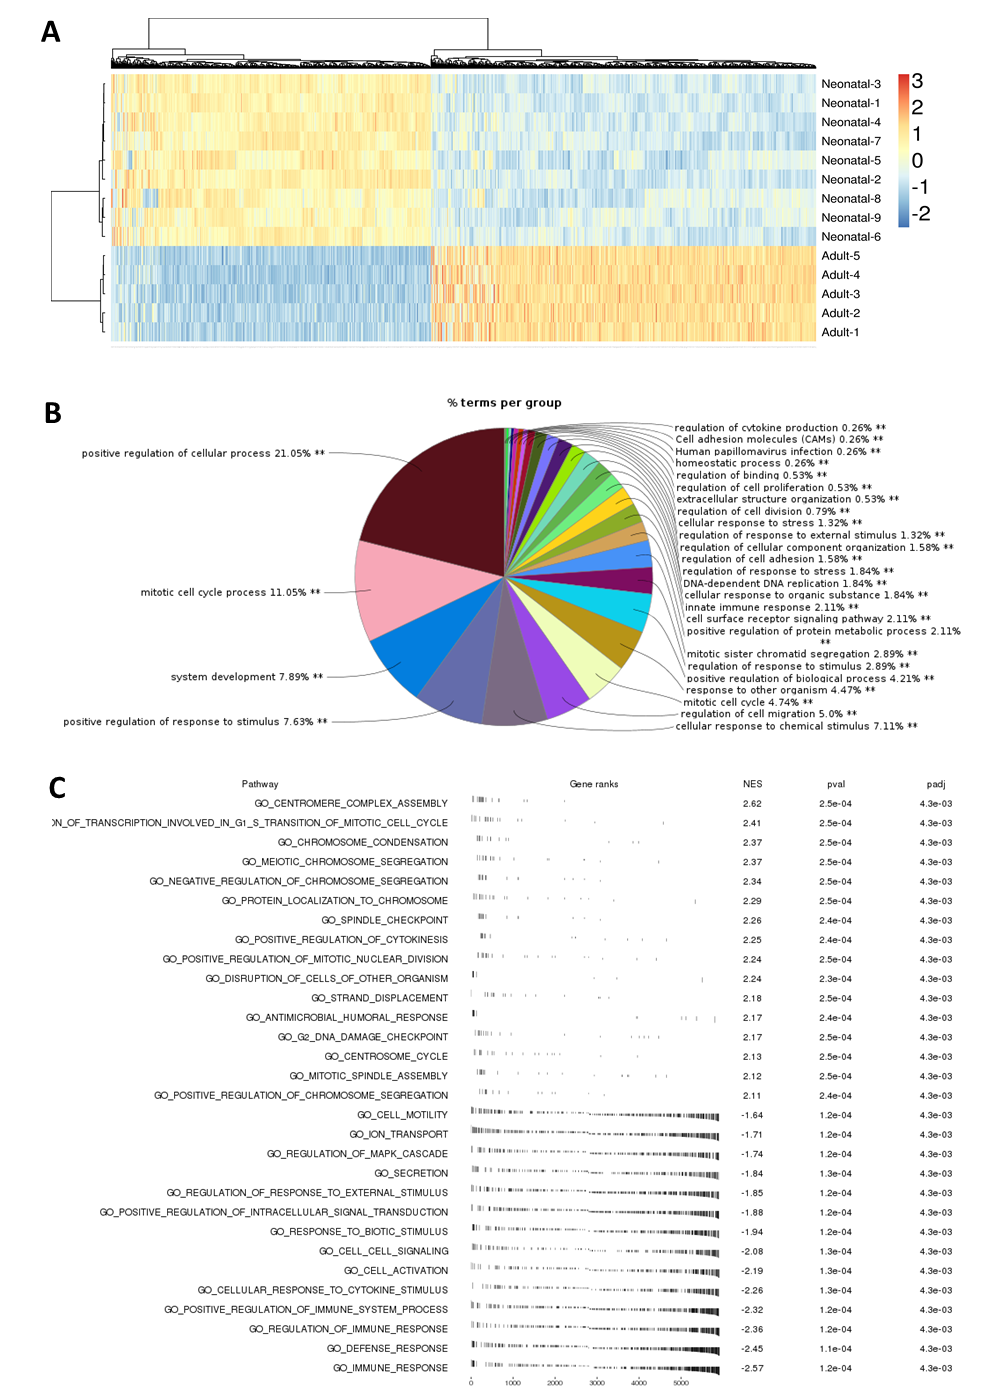 A
Neonatal-3
Neonatal-1
Neonatal-4
Neonatal-7
Neonatal-5
Neonatal-2
Neonatal-8
Neonatal-9
Neonatal-6
Adult-5
Adult-4
Adult-3
Adult-2
Adult-1
3
2
1
0
-1
-2
B
% terms per group
positive regulation of cellular process 21.05% **
mitotic cell cycle process 11.05% **
system development 7.89% **
positive regulation of response to stimulus 7.63% **
regulation of cytokine production 0.26% **
Cell adhesion molecules (CAMs) 0.26% **
Human papillomavirus infection 0.26% **
homeostatic process 0.26% **
regulation of binding 0.53% **
regulation of cell proliferation 0.53% **
extracellular structure organization 0.53% **
regulation of cell division 0.79% **
cellular response to stress 1.32% **
regulation of response to external stimulus 1.32% **
regulation of cellular component organization 1.58% **
regulation of cell adhesion 1.58% **
regulation of response to stress 1.84% **
DNA-dependent DNA replication 1.84% **
cellular response to organic substance 1.84% **
innate immune response 2.11% **
cell surface receptor signaling pathway 2.11% **
positive regulation of protein metabolic process 2.11%
**
mitotic sister chromatid segregation 2.89% **
regulation of response to stimulus 2.89% **
positive regulation of biological process 4.21% **
response to other organism 4.47% **
mitotic cell cycle 4.74% **
regulation of cell migration 5.0% **
cellular response to chemical stimulus 7.11% **
C
Pathway Gene ranks NES pval padj
GO_CENTROMERE_COMPLEX_ASSEMBLY 2.62 2.5e-04 4.3e-03
ON_OF_TRANSCRIPTION_INVOLVED_IN_G1_S_TRANSITION_OF_MITOTIC_CELL_CYCLE 2.41 2.5e-04 4.3e-03
GO_CHROMOSOME_CONDENSATION 2.37 2.5e-04 4.3e-03
GO_MEIOTIC_CHROMOSOME_SEGREGATION 2.37 2.5e-04 4.3e-03
GO_NEGATIVE_REGULATION_OF_CHROMOSOME_SEGREGATION 2.34 2.5e-04 4.3e-03
GO_PROTEIN_LOCALIZATION_TO_CHROMOSOME 2.29 2.5e-04 4.3e-03
GO_SPINDLE_CHECKPOINT 2.26 2.4e-04 4.3e-03
GO_POSITIVE_REGULATION_OF_CYTOKINESIS 2.25 2.4e-04 4.3e-03
GO_POSITIVE_REGULATION_OF_MITOTIC_NUCLEAR_DIVISION 2.24 2.5e-04 4.3e-03
GO_DISRUPTION_OF_CELLS_OF_OTHER_ORGANISM 2.24 2.3e-04 4.3e-03
GO_STRAND_DISPLACEMENT 2.18 2.5e-04 4.3e-03
GO_ANTIMICROBIAL_HUMORAL_RESPONSE 2.17 2.4e-04 4.3e-03
GO_G2_DNA_DAMAGE_CHECKPOINT 2.17 2.5e-04 4.3e-03
GO_CENTROSOME_CYCLE 2.13 2.5e-04 4.3e-03
GO_MITOTIC_SPINDLE_ASSEMBLY 2.12 2.5e-04 4.3e-03
GO_POSITIVE_REGULATION_OF_CHROMOSOME_SEGREGATION 2.11 2.4e-04 4.3e-03
GO_CELL_MOTILITY -1.64 1.2e-04 4.3e-03
GO_ION_TRANSPORT -1.71 1.2e-04 4.3e-03
GO_REGULATION_OF_MAPK_CASCADE -1.74 1.2e-04 4.3e-03
GO_SECRETION -1.84 1.3e-04 4.3e-03
GO_REGULATION_OF_RESPONSE_TO_EXTERNAL_STIMULUS -1.85 1.2e-04 4.3e-03
GO_POSITIVE_REGULATION_OF_INTRACELLULAR_SIGNAL_TRANSDUCTION -1.88 1.2e-04 4.3e-03
GO_RESPONSE_TO_BIOTIC_STIMULUS -1.94 1.2e-04 4.3e-03
GO_CELL_CELL_SIGNALING -2.08 1.3e-04 4.3e-03
GO_CELL_ACTIVATION -2.19 1.3e-04 4.3e-03
GO_CELLULAR_RESPONSE_TO_CYTOKINE_STIMULUS -2.26 1.3e-04 4.3e-03
GO_POSITIVE_REGULATION_OF_IMMUNE_SYSTEM_PROCESS -2.32 1.2e-04 4.3e-03
GO_REGULATION_OF_IMMUNE_RESPONSE -2.36 1.2e-04 4.3e-03
GO_DEFENSE_RESPONSE -2.45 1.1e-04 4.3e-03
GO_IMMUNE_RESPONSE -2.57 1.2e-04 4.3e-03
0 1000 2000 3000 4000 5000